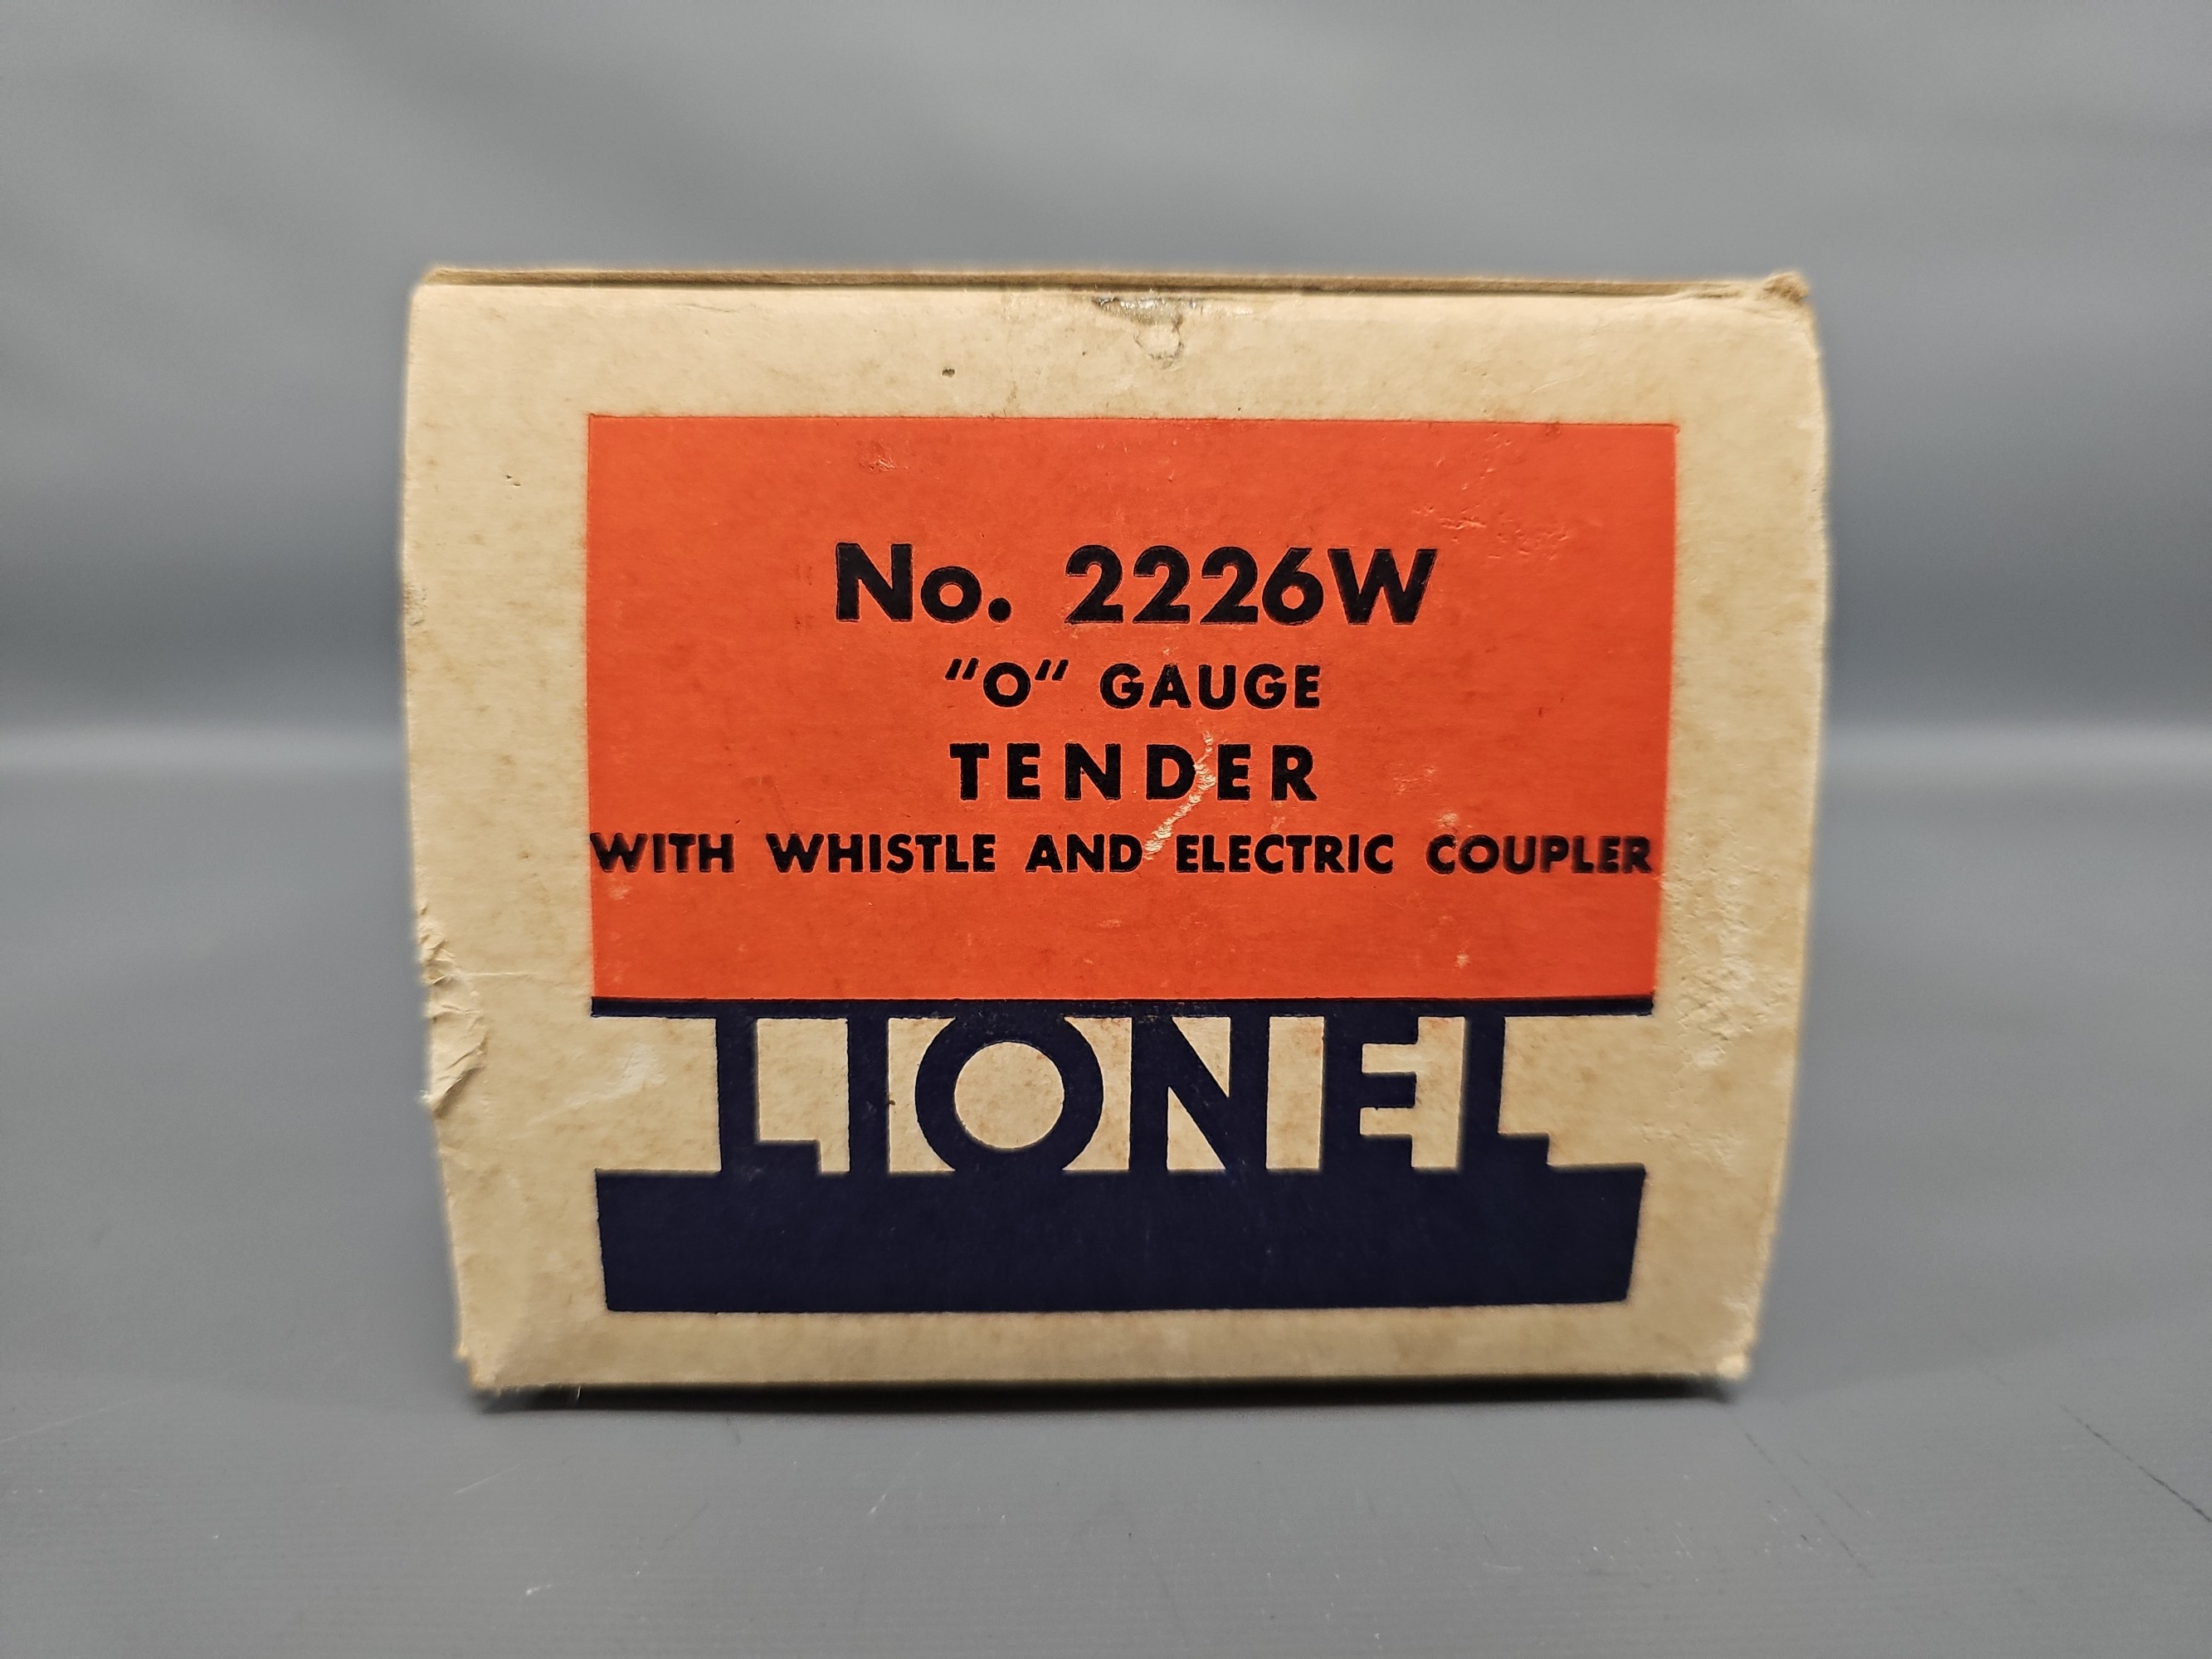 No. 2226W
"O" GAUGE
TENDER
WITH WHISTLE AND ELECTRIC COUPLER
LIONEL